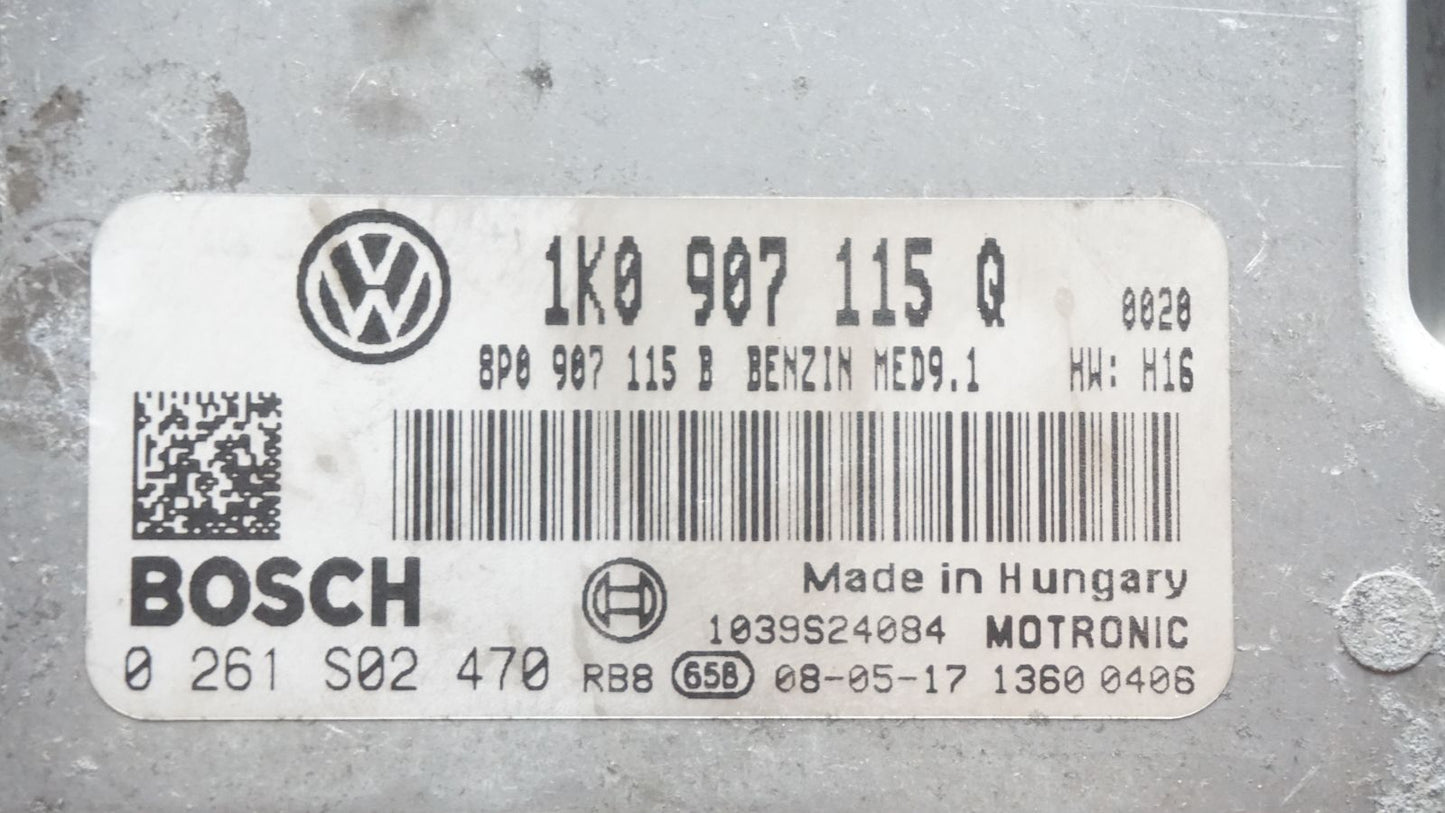 1K0 907 115 Q
0020
8P0 907 115 B BENZIN MED9.1 HW: H16
BOSCH
Made in Hungary
1039S24084 MOTRONIC
0 261 S02 470 RB8 65B 08-05-17 1360 0406